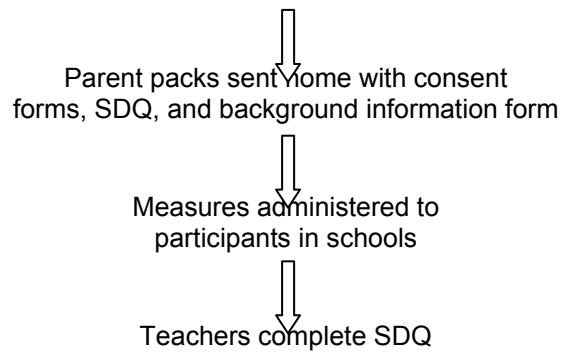 Parent packs sent home with consent
forms, SDQ, and background information form
Measures administered to
participants in schools
Teachers complete SDQ